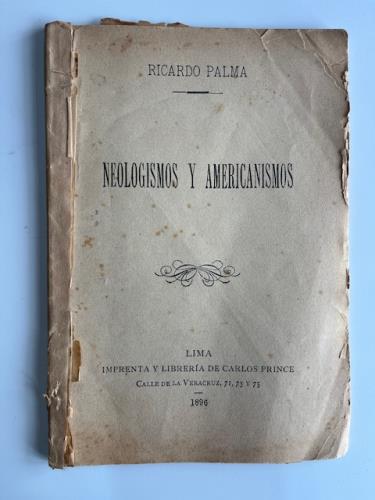 RICARDO PALMA
NEOLOGISMOS Y AMERICANISMOS
LIMA
IMPRENTA Y LIBRERÍA DE CARLOS PRINCE
CALLE DE LA VERACRUZ, 71, 73 Y 75
1896